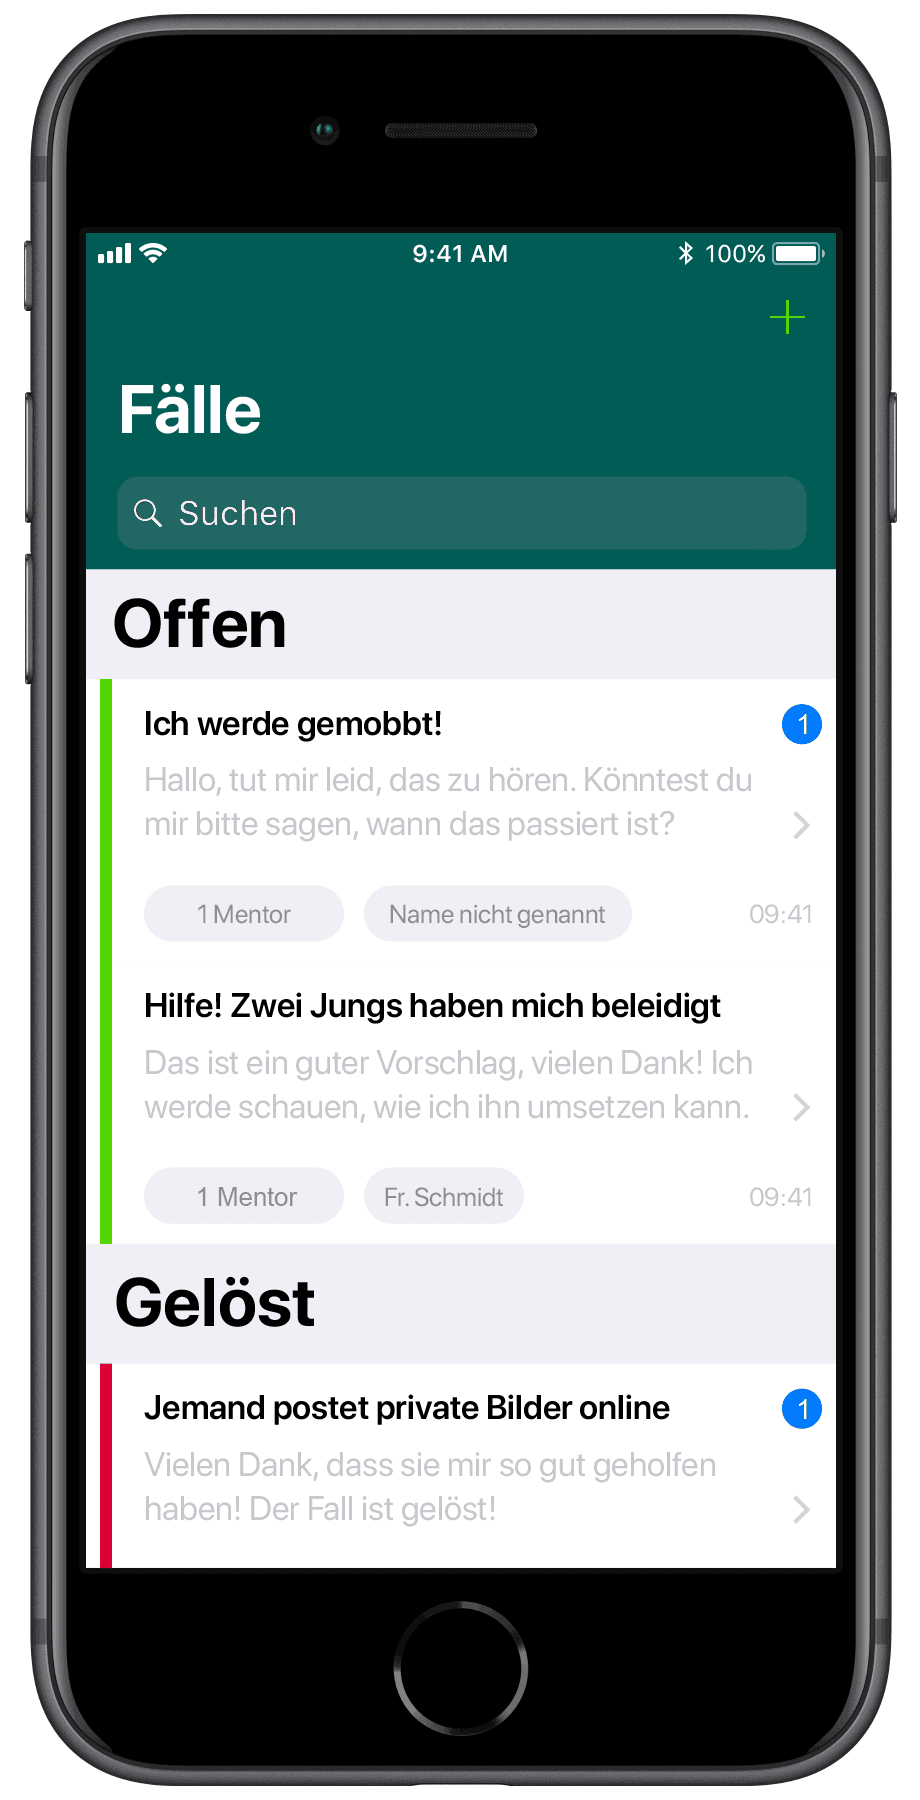 9:41 AM
100%
Fälle
Suchen
Offen
Ich werde gemobbt!
1
Hallo, tut mir leid, das zu hören. Könntest du
mir bitte sagen, wann das passiert ist?
1 Mentor
Name nicht genannt
09:41
Hilfe! Zwei Jungs haben mich beleidigt
Das ist ein guter Vorschlag, vielen Dank! Ich
werde schauen, wie ich ihn umsetzen kann.
1 Mentor
Fr. Schmidt
09:41
Gelöst
Jemand postet private Bilder online
1
Vielen Dank, dass sie mir so gut geholfen
haben! Der Fall ist gelöst!